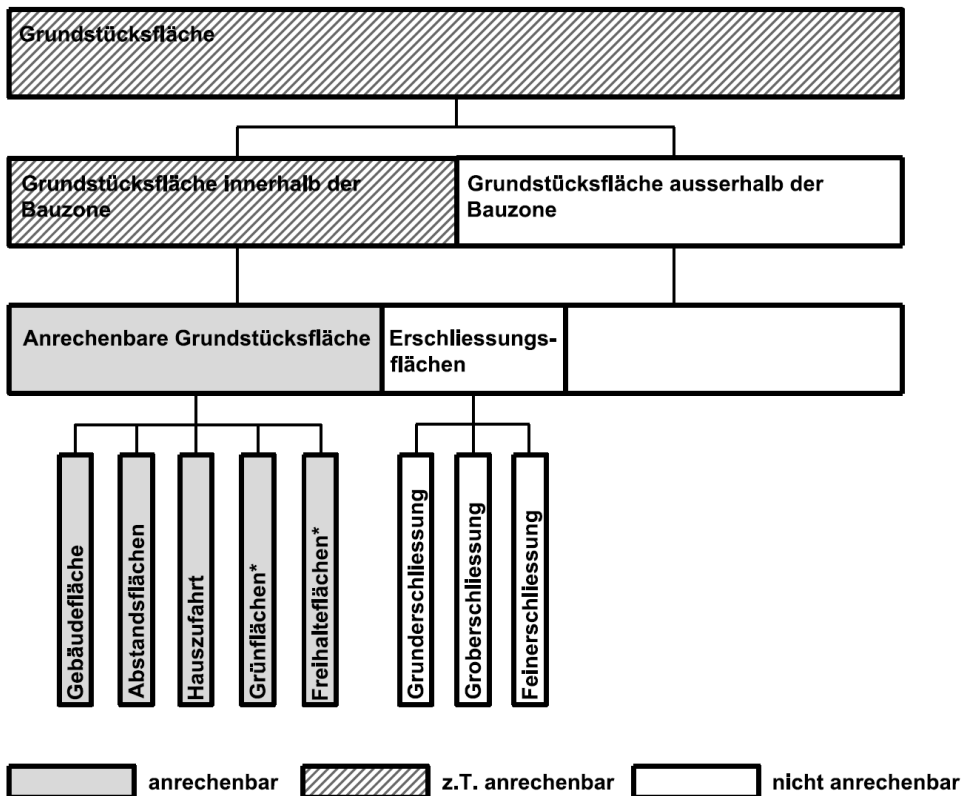 Grundstücksfläche
Grundstücksfläche innerhalb der
Bauzone
Grundstücksfläche ausserhalb der
Bauzone
Anrechenbare Grundstücksfläche
Erschliessungs-
flächen
Gebäudefläche
Abstandsflächen
Hauszufahrt
Grünflächen*
Freihalteflächen*
Grunderschliessung
Groberschliessung
Feinerschliessung
anrechenbar
z.T. anrechenbar
nicht anrechenbar